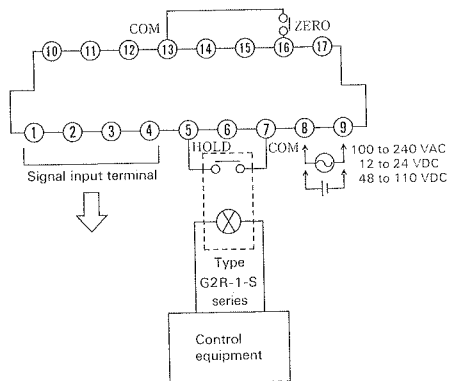 COM
ZERO
10 11 12 13 14 15 16 17
1 2 3 4 5 6 7 8 9
HOLD
COM
100 to 240 VAC
12 to 24 VDC
48 to 110 VDC
Signal input terminal
Type
G2R-1-S
series
Control
equipment